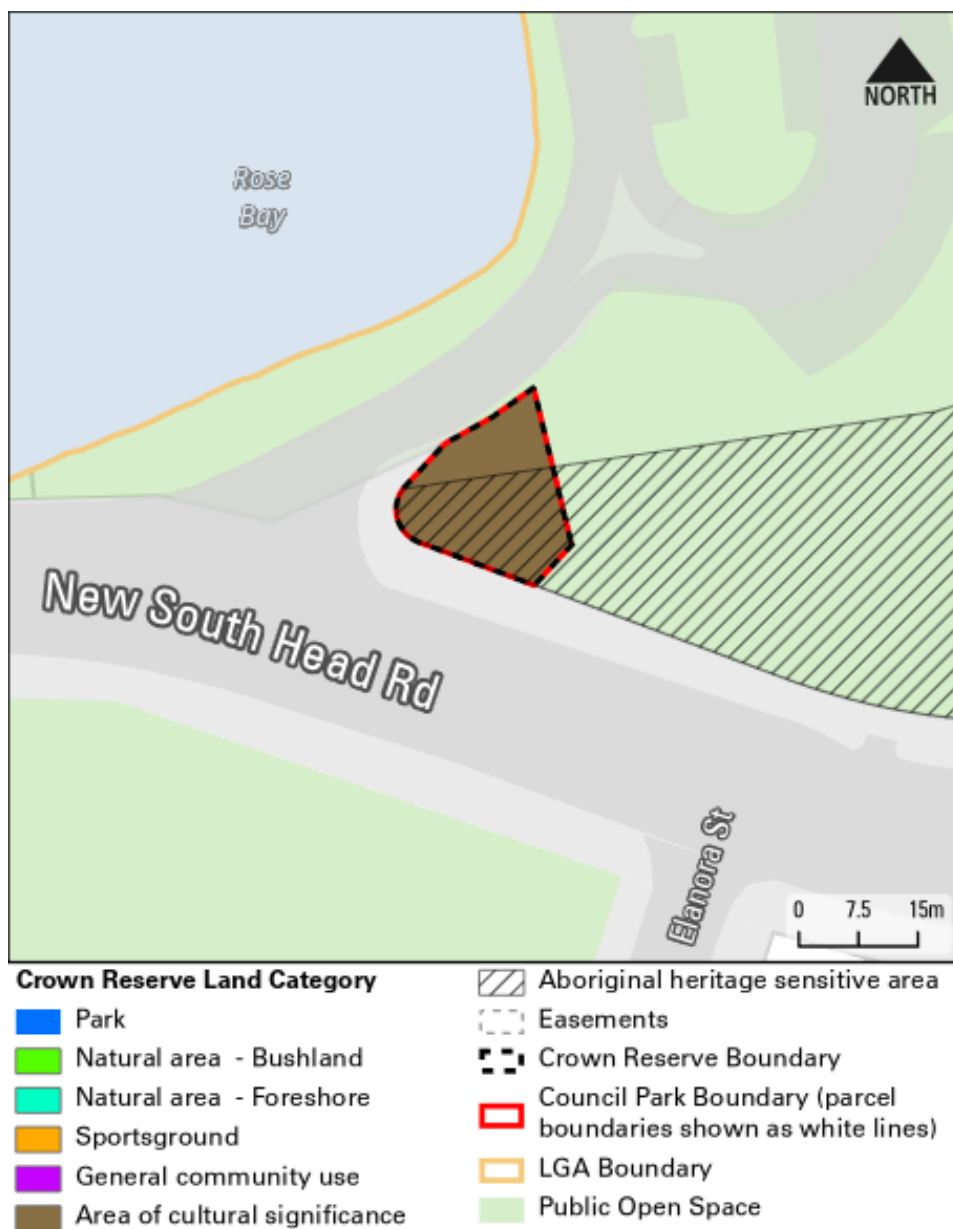 NORTH
Rose
Bay
New South Head Rd
Elanora St
0 7.5 15m
Crown Reserve Land Category
Park
Natural area - Bushland
Natural area - Foreshore
Sportsground
General community use
Area of cultural significance
Aboriginal heritage sensitive area
Easements
Crown Reserve Boundary
Council Park Boundary (parcel
boundaries shown as white lines)
LGA Boundary
Public Open Space